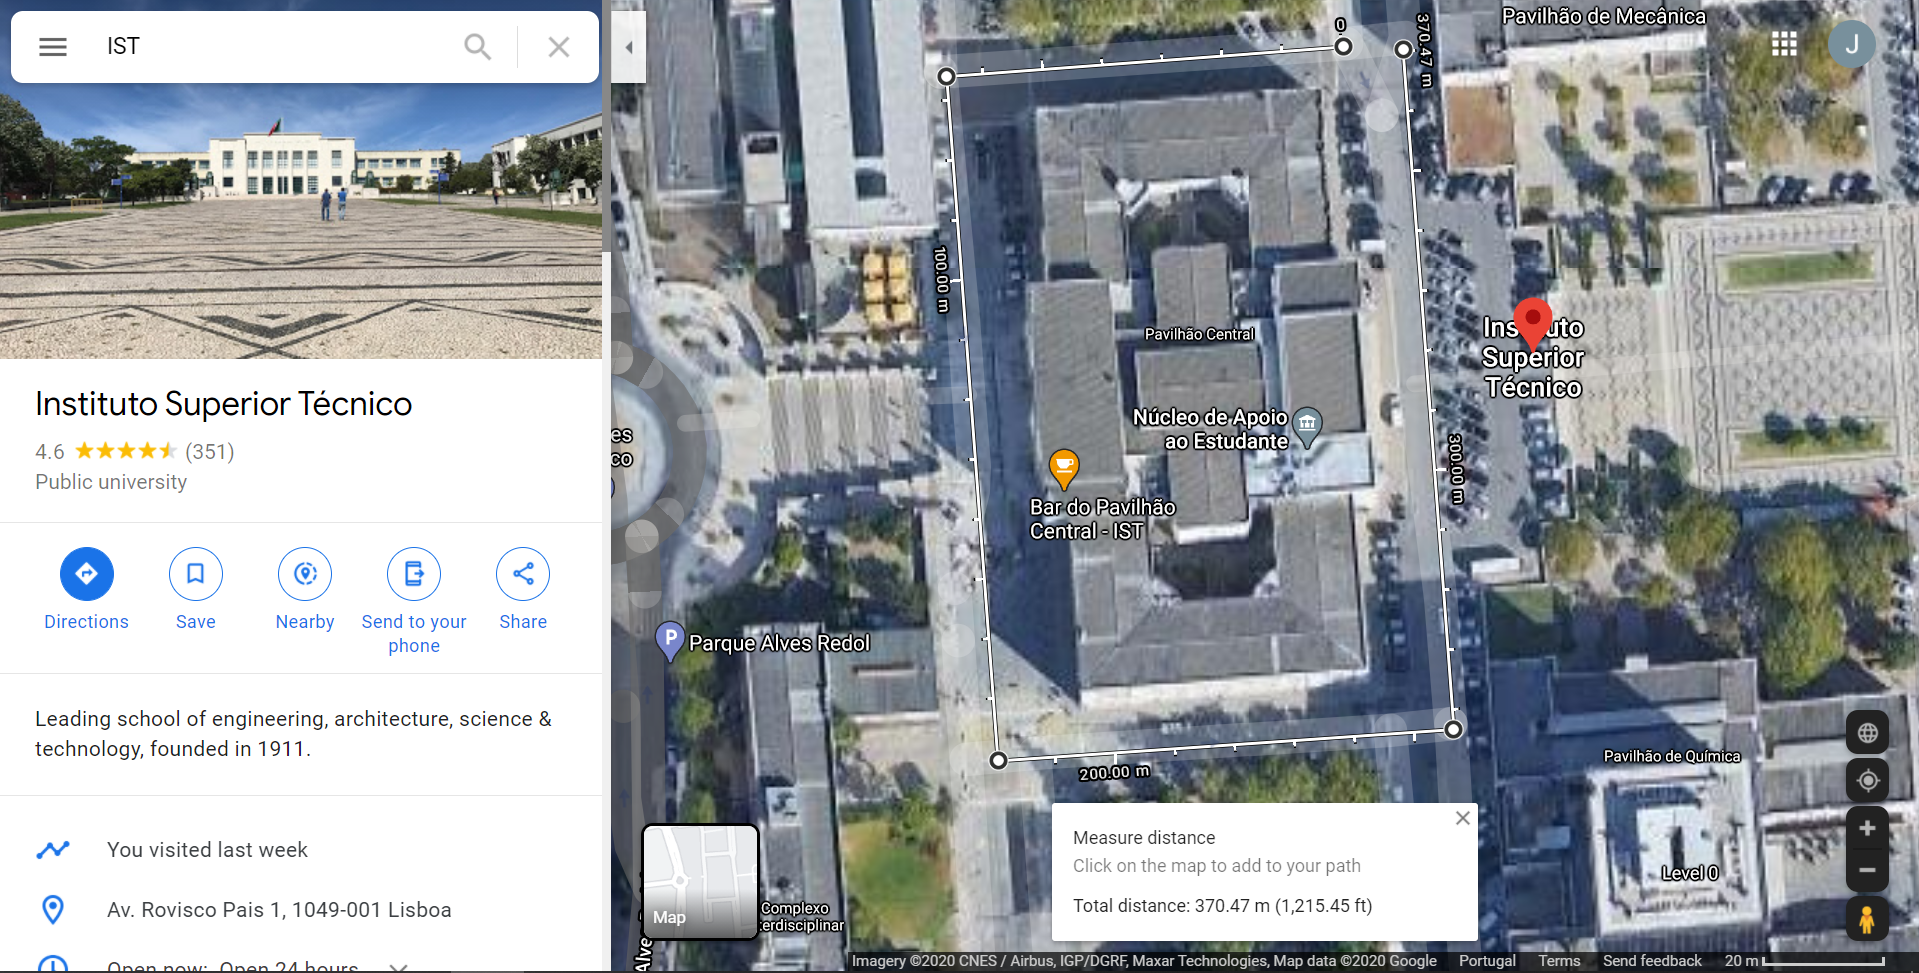 IST
Instituto Superior Técnico
4.6 (351)
Public university
Directions
Save
Nearby
Send to your
phone
Share
Leading school of engineering, architecture, science &
technology, founded in 1911.
You visited last week
Av. Rovisco Pais 1, 1049-001 Lisboa
Open now: Open 24 hours
0
370.47 m
Pavilhão de Mecânica
J
100.00 m
Pavilhão Central
Instituto
Superior
Técnico
Núcleo de Apoio
ao Estudante
es
co
300.00 m
Bar do Pavilhão
Central - IST
P
Parque Alves Redol
200.00 m
Pavilhão de Química
Measure distance
Click on the map to add to your path
Total distance: 370.47 m (1,215.45 ft)
Level 0
Map
Complexo
terdisciplinar
Alve
Imagery ©2020 CNES / Airbus, IGP/DGRF, Maxar Technologies, Map data ©2020 Google
Portugal
Terms
Send feedback
20 m